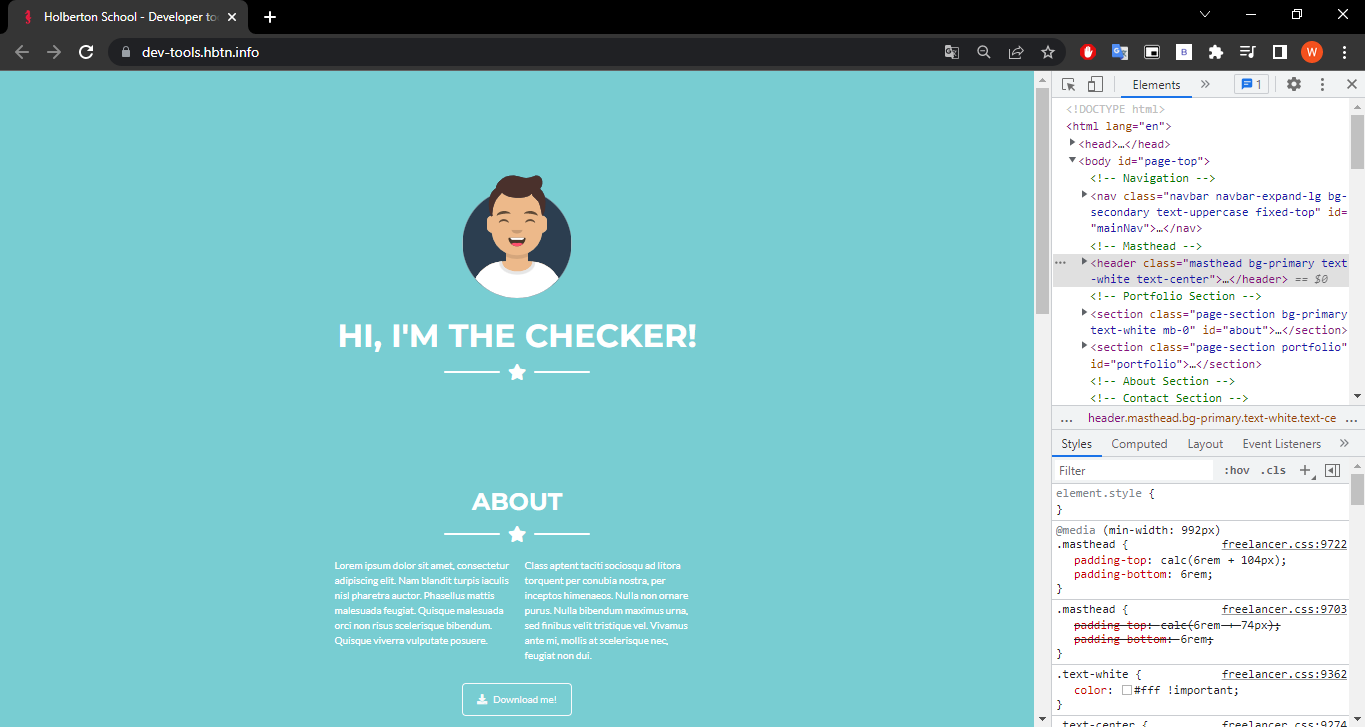 Holberton School - Developer to
dev-tools.hbtn.info
B
W
HI, I'M THE CHECKER!
ABOUT
Lorem ipsum dolor sit amet, consectetur
adipiscing elit. Nam blandit turpis iaculis
nisl pharetra auctor. Phasellus mattis
malesuada feugiat. Quisque malesuada
orci non risus scelerisque bibendum.
Quisque viverra vulputate posuere.
Class aptent taciti sociosqu ad litora
torquent per conubia nostra, per
inceptos himenaeos. Nulla non ornare
purus. Nulla bibendum maximus urna,
sed finibus velit tristique vel. Vivamus
ante mi, mollis at scelerisque nec,
feugiat non dui.
Download me!
Elements » 1
<!DOCTYPE html>
<html lang="en">
<head>…</head>
<body id="page-top">
<!-- Navigation -->
<nav class="navbar navbar-expand-lg bg-
secondary text-uppercase fixed-top" id=
"mainNav">…</nav>
<!-- Masthead -->
… <header class="masthead bg-primary text
-white text-center">…</header> == $0
<!-- Portfolio Section -->
<section class="page-section bg-primary
text-white mb-0" id="about">…</section>
<section class="page-section portfolio"
id="portfolio">…</section>
<!-- About Section -->
<!-- Contact Section -->
… header.masthead.bg-primary.text-white.text-ce …
Styles Computed Layout Event Listeners »
Filter :hov .cls +
element.style {
}
@media (min-width: 992px)
.masthead { freelancer.css:9722
padding-top: calc(6rem + 104px);
padding-bottom: 6rem;
}
.masthead { freelancer.css:9703
padding-top: calc(6rem + 74px);
padding-bottom: 6rem;
}
.text-white { freelancer.css:9362
color: #fff !important;
}
.text-center { freelancer.css:9274